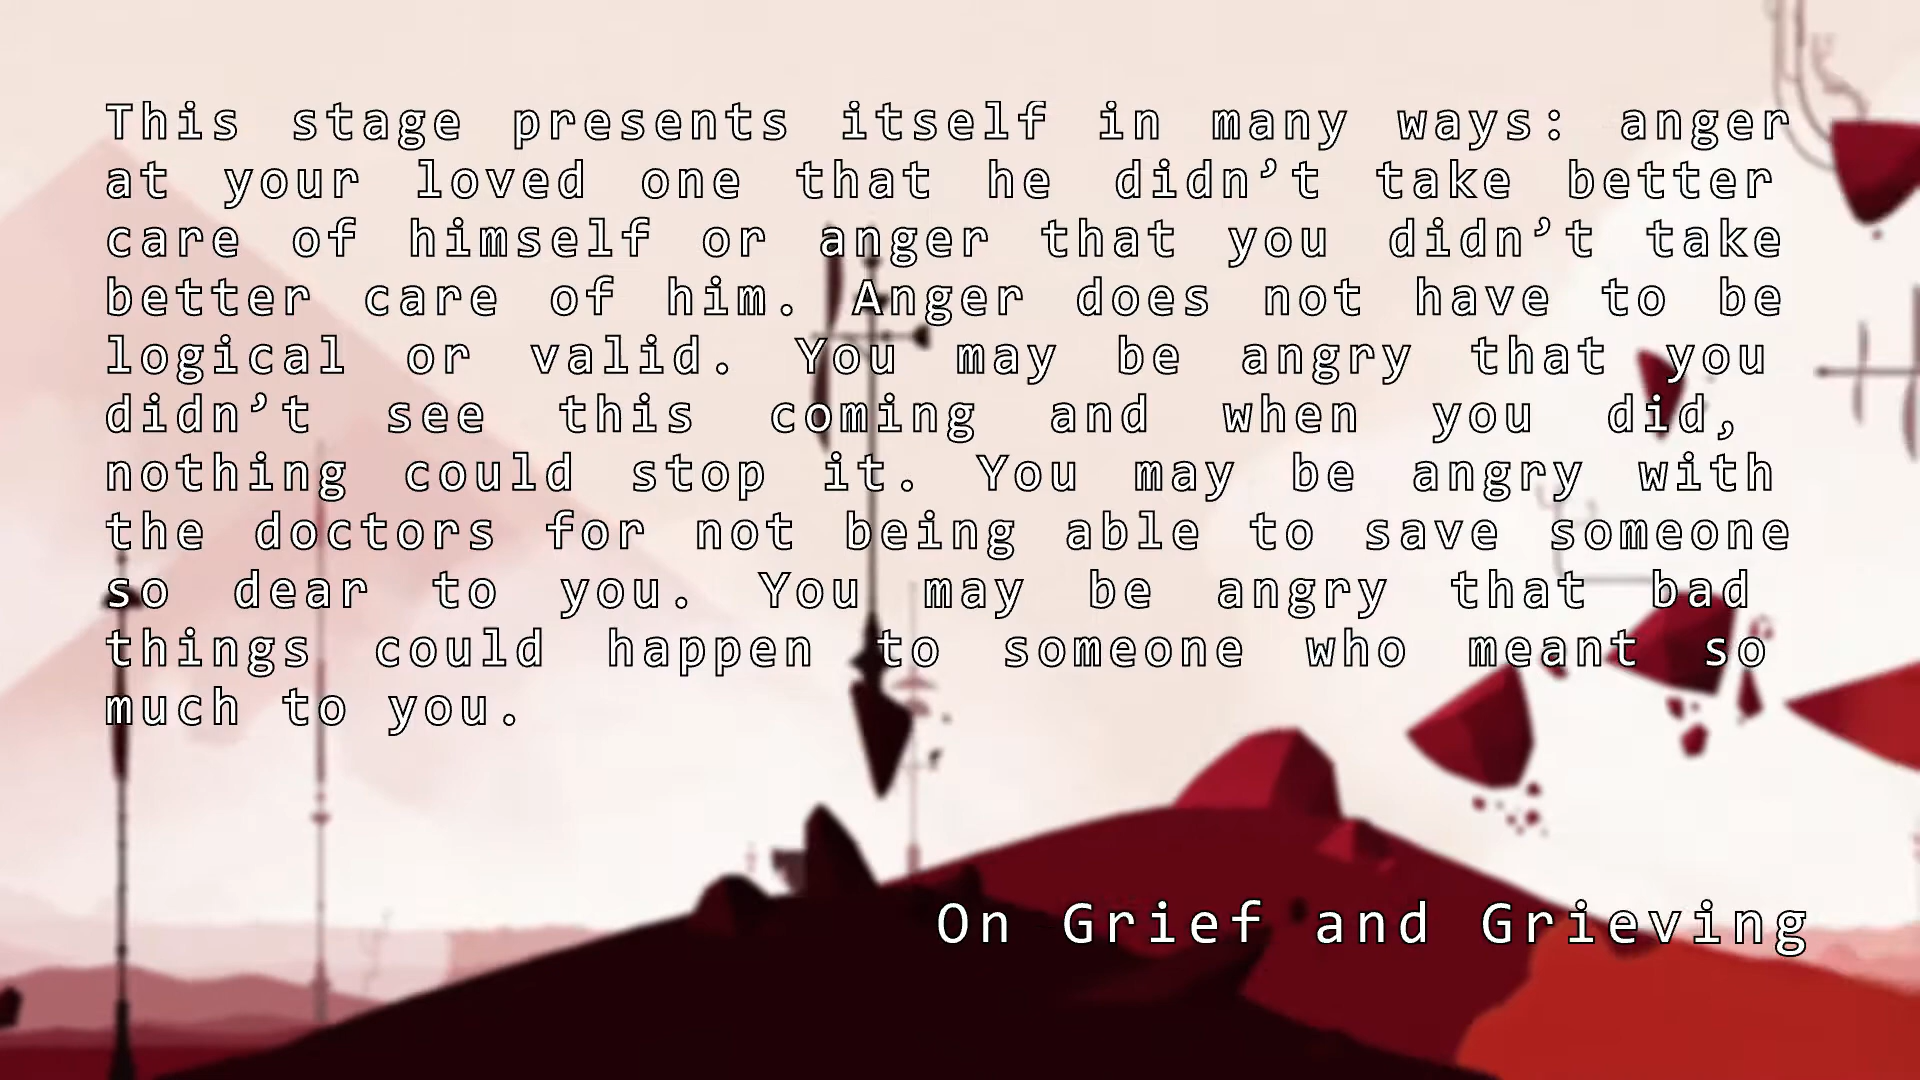 This stage presents itself in many ways: anger
at your loved one that he didn’t take better
care of himself or anger that you didn’t take
better care of him. Anger does not have to be
logical or valid. You may be angry that you
didn’t see this coming and when you did,
nothing could stop it. You may be angry with
the doctors for not being able to save someone
so dear to you. You may be angry that bad
things could happen to someone who meant so
much to you.
On Grief and Grieving